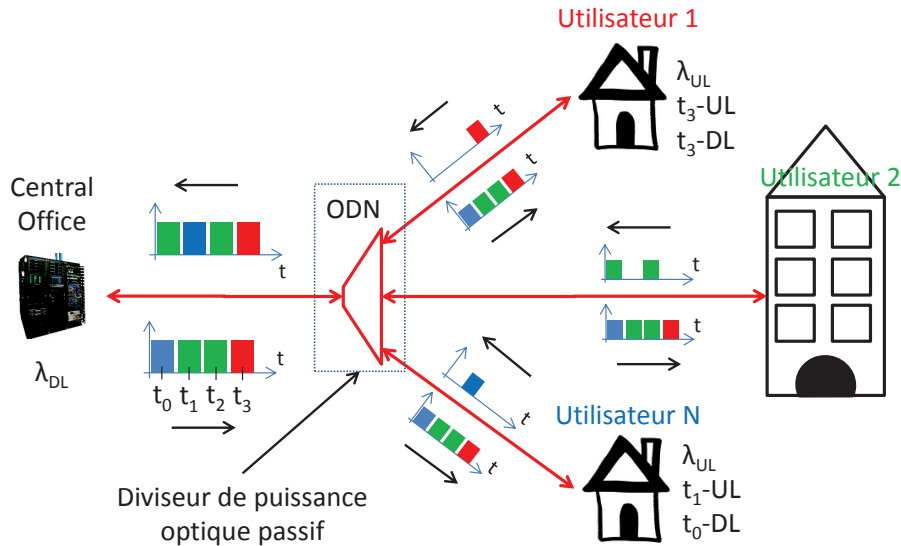 Utilisateur 1
λUL
t3-UL
t3-DL
t
t
Central
Office
ODN
Utilisateur 2
t
t
t
t
λDL
t0 t1 t2 t3
t
t
Utilisateur N
λUL
t1-UL
t0-DL
Diviseur de puissance
optique passif